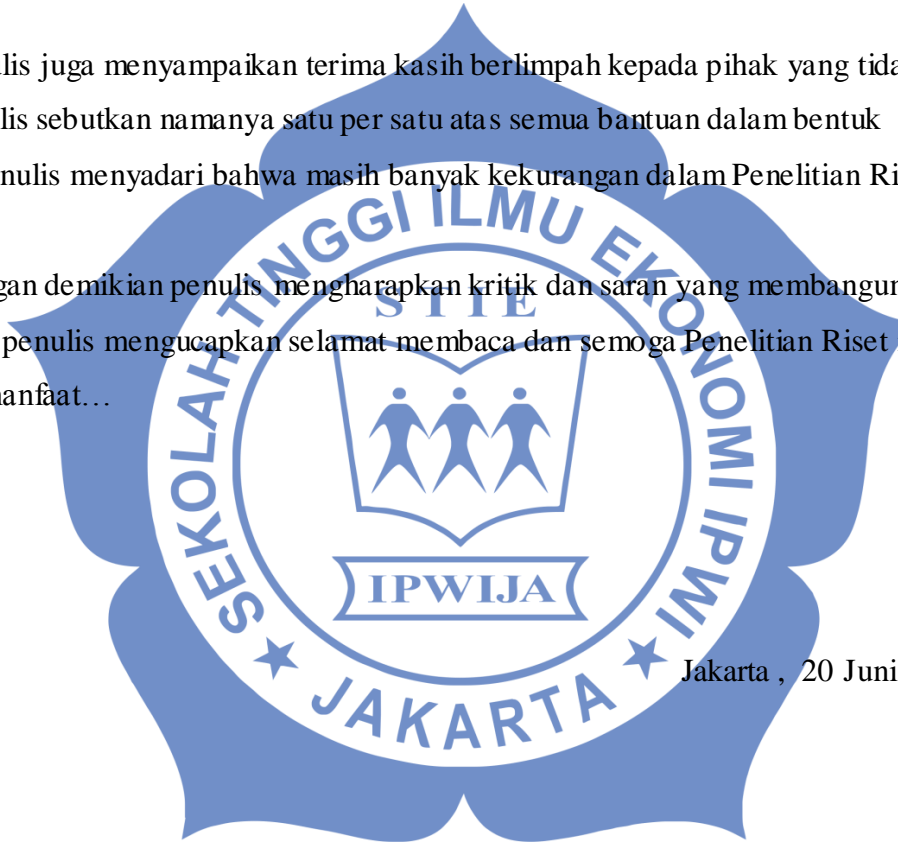 lis juga menyampaikan terima kasih berlimpah kepada pihak yang tida
lis sebutkan namanya satu per satu atas semua bantuan dalam bentuk
nulis menyadari bahwa masih banyak kekurangan dalam Penelitian Ri
gan demikian penulis mengharapkan kritik dan saran yang membangun
penulis mengucapkan selamat membaca dan semoga Penelitian Riset
manfaat…
SEKOLAH TINGGI ILMU EKONOMI IPWI
STIE
IPWIJA
JAKARTA
Jakarta , 20 Juni